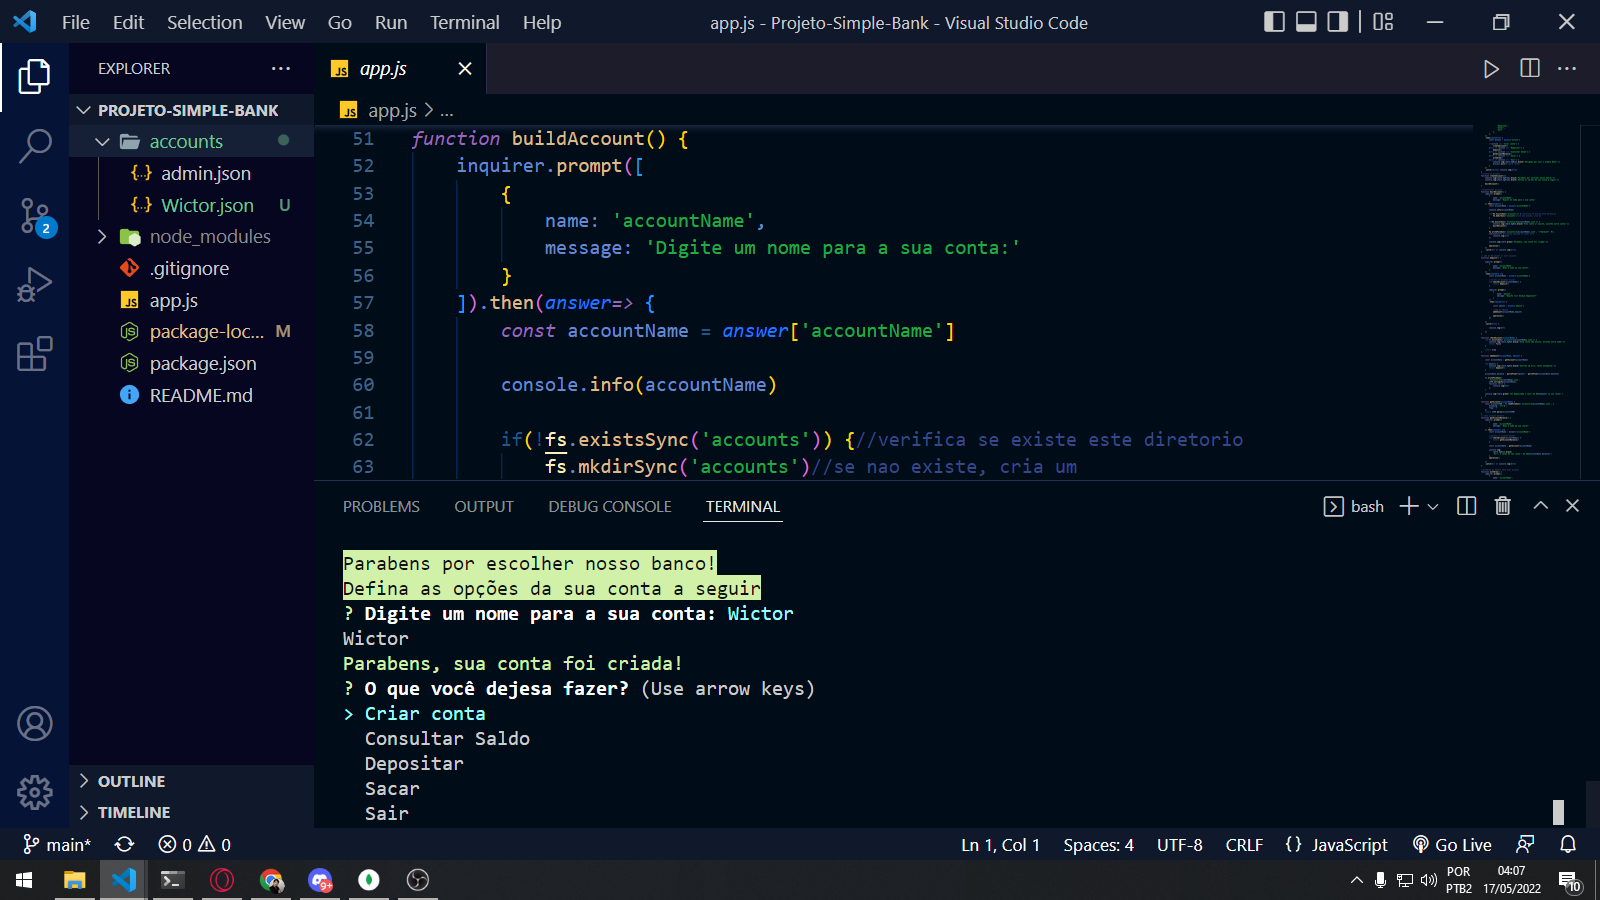 File Edit Selection View Go Run Terminal Help
app.js - Projeto-Simple-Bank - Visual Studio Code
EXPLORER
JS app.js
PROJETO-SIMPLE-BANK
JS app.js > ...
accounts
{..} admin.json
{..} Wictor.json U
node_modules
.gitignore
JS app.js
package-loc... M
package.json
README.md
2
OUTLINE
TIMELINE
51 function buildAccount() {
52 inquirer.prompt([
53 {
54 name: 'accountName',
55 message: 'Digite um nome para a sua conta:'
56 }
57 ]).then(answer=> {
58 const accountName = answer['accountName']
59
60 console.info(accountName)
61
62 if(!fs.existsSync('accounts')) {//verifica se existe este diretorio
63 fs.mkdirSync('accounts')//se nao existe, cria um
PROBLEMS OUTPUT DEBUG CONSOLE TERMINAL
bash
Parabens por escolher nosso banco!
Defina as opções da sua conta a seguir
? Digite um nome para a sua conta: Wictor
Wictor
Parabens, sua conta foi criada!
? O que você dejesa fazer? (Use arrow keys)
> Criar conta
Consultar Saldo
Depositar
Sacar
Sair
main* 0 0
Ln 1, Col 1 Spaces: 4 UTF-8 CRLF {} JavaScript Go Live
9+
POR
PTB2
04:07
17/05/2022
10